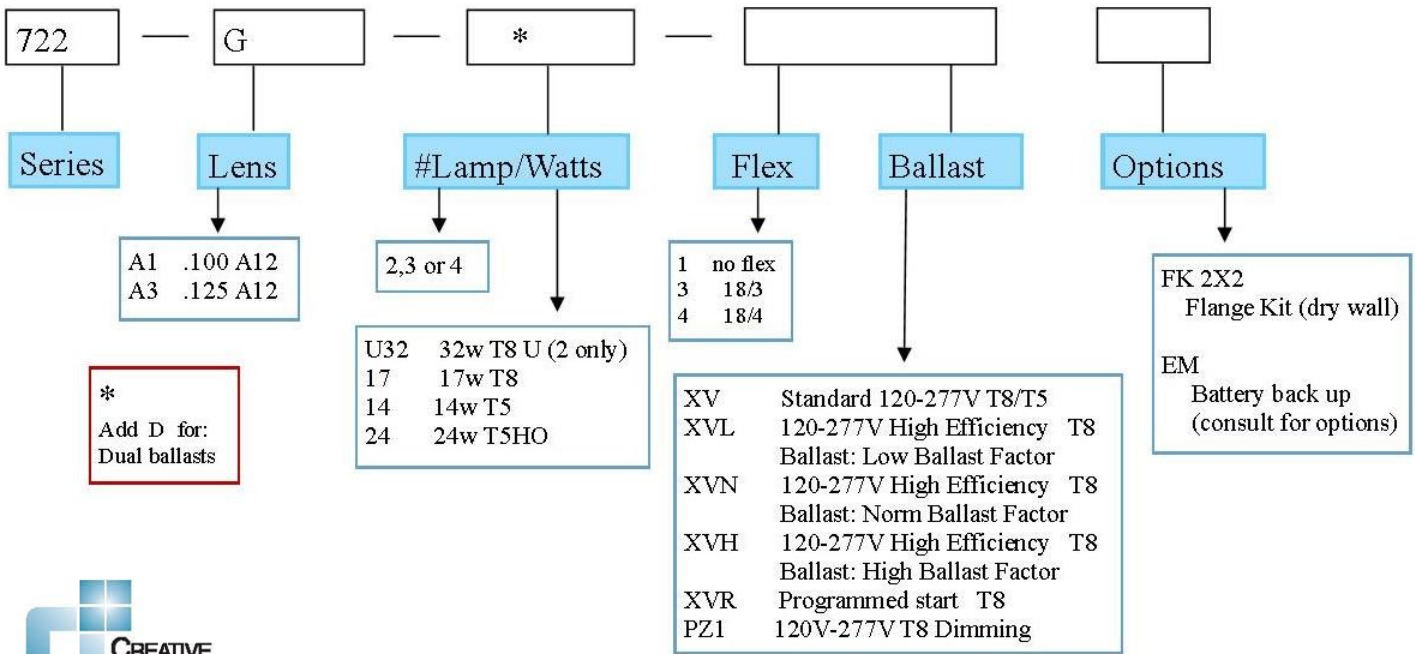 722 — G — * —
Series Lens #Lamp/Watts Flex Ballast Options
A1 .100 A12
A3 .125 A12
*
Add D for:
Dual ballasts
2,3 or 4
U32 32w T8 U (2 only)
17 17w T8
14 14w T5
24 24w T5HO
1 no flex
3 18/3
4 18/4
XV Standard 120-277V T8/T5
XVL 120-277V High Efficiency T8
Ballast: Low Ballast Factor
XVN 120-277V High Efficiency T8
Ballast: Norm Ballast Factor
XVH 120-277V High Efficiency T8
Ballast: High Ballast Factor
XVR Programmed start T8
PZ1 120V-277V T8 Dimming
FK 2X2
Flange Kit (dry wall)
EM
Battery back up
(consult for options)
CREATIVE